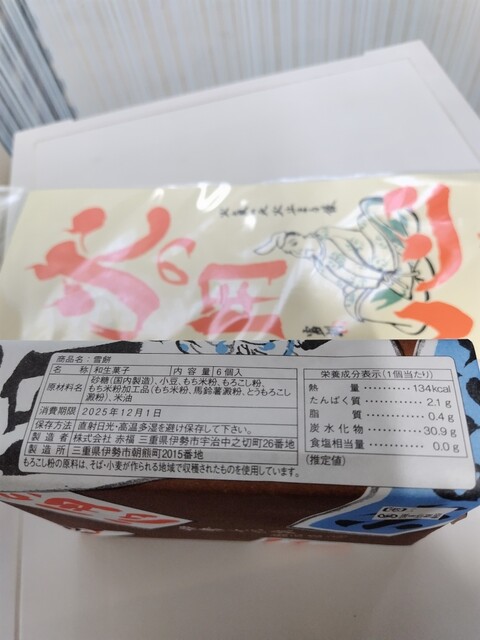 火の用
商品名：雪餅
名 称 和生菓子 内 容 量 6個入
原材料名 砂糖（国内製造）、小豆、もち米粉、もろこし粉、
もち米粉加工品（もち米粉、馬鈴薯澱粉、とうもろこし
澱粉）、米油
消費期限 2025年12月1日
保存方法 直射日光・高温多湿を避け保存して下さい。
製 造 者 株式会社 赤福 三重県伊勢市宇治中之切町26番地
製 造 所 三重県伊勢市朝熊町2015番地
もろこし粉の原料は、そば・小麦が作られる地域で収穫されたものを使用しています。
栄養成分表示（1個当たり）
熱 量 134kcal
たんぱく質 2.1 g
脂 質 0.4 g
炭水化物 30.9 g
食塩相当量 0.0 g
（推定値）